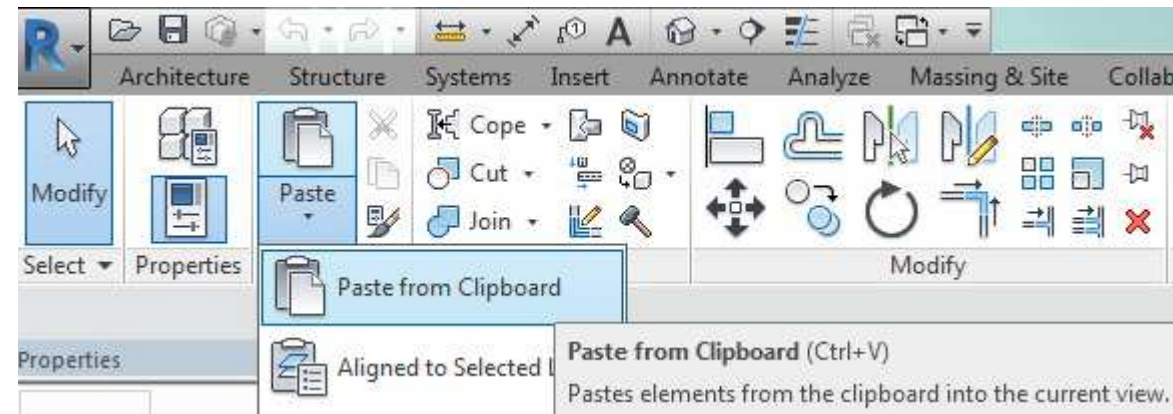 R
A
Architecture Structure Systems Insert Annotate Analyze Massing & Site Collab
Modify
Paste
Cope
Cut
Join
Select Properties Modify
Paste from Clipboard
Properties
Aligned to Selected L
Paste from Clipboard (Ctrl+V)
Pastes elements from the clipboard into the current view.